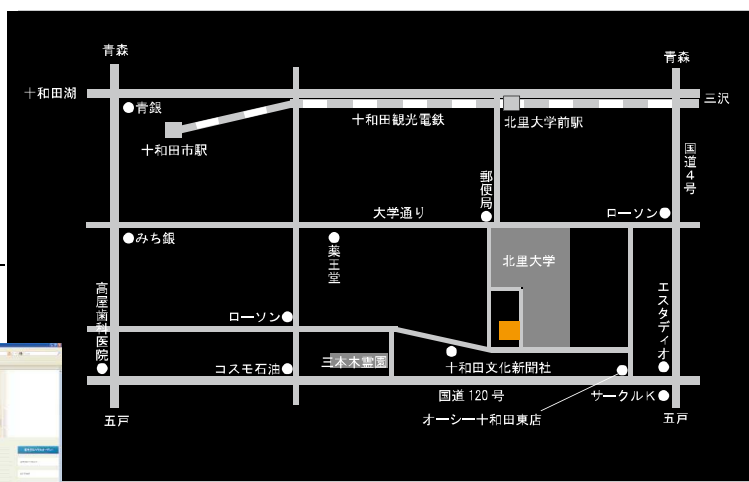 青森
青森
十和田湖
三沢
青銀
十和田観光電鉄
北里大学前駅
十和田市駅
国道4号
郵便局
大学通り
ローソン
みち銀
薬王堂
北里大学
高屋歯科医院
エスタディオ
ローソン
三木木霊園
コスモ石油
十和田文化新聞社
国道120号
サークルK
オーシー十和田東店
五戸
五戸